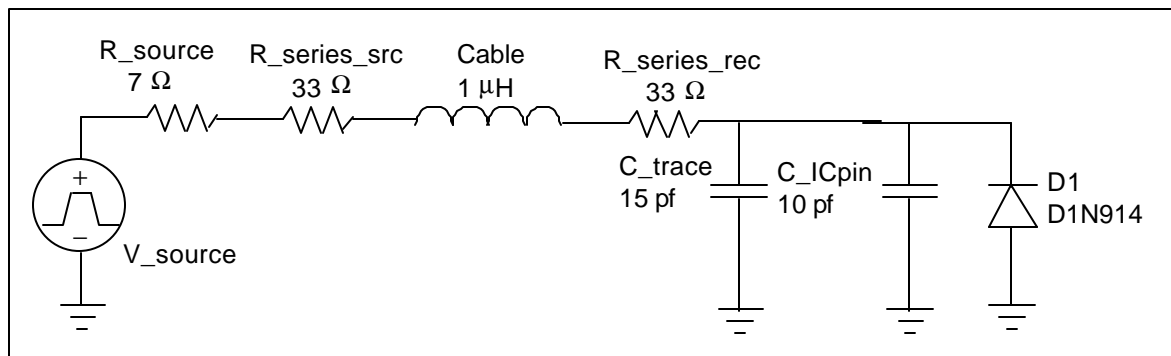 R_source
7 Ω
R_series_src
33 Ω
Cable
1 μH
R_series_rec
33 Ω
C_trace
15 pf
C_ICpin
10 pf
D1
D1N914
+
−
V_source